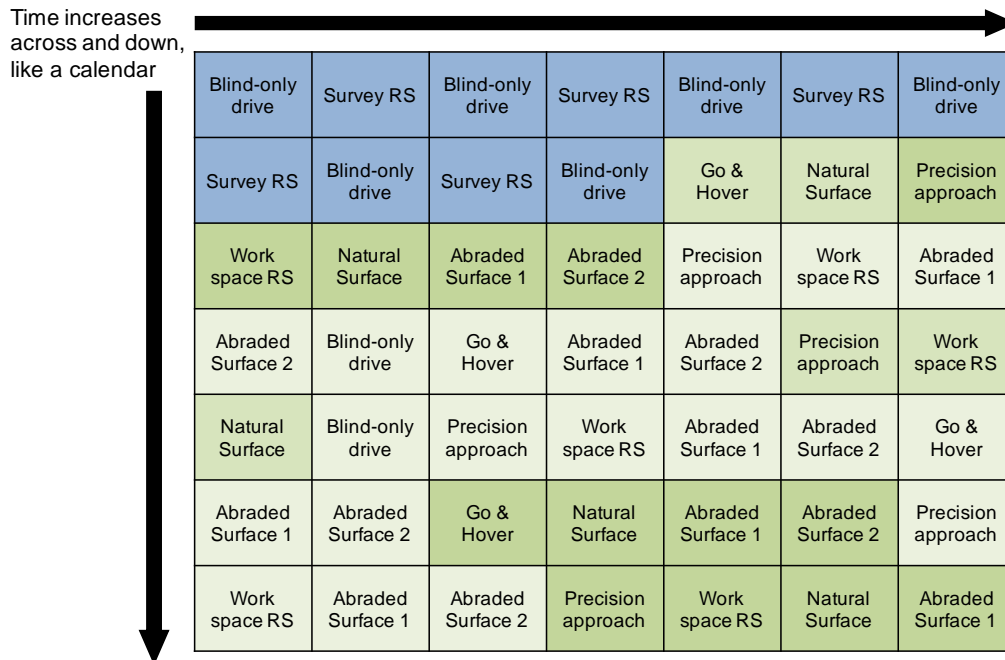 Time increases
across and down,
like a calendar
Blind-only
drive
Survey RS
Blind-only
drive
Survey RS
Blind-only
drive
Survey RS
Blind-only
drive
Survey RS
Blind-only
drive
Survey RS
Blind-only
drive
Go &
Hover
Natural
Surface
Precision
approach
Work
space RS
Natural
Surface
Abraded
Surface 1
Abraded
Surface 2
Precision
approach
Work
space RS
Abraded
Surface 1
Abraded
Surface 2
Blind-only
drive
Go &
Hover
Abraded
Surface 1
Abraded
Surface 2
Precision
approach
Work
space RS
Natural
Surface
Blind-only
drive
Precision
approach
Work
space RS
Abraded
Surface 1
Abraded
Surface 2
Go &
Hover
Abraded
Surface 1
Abraded
Surface 2
Go &
Hover
Natural
Surface
Abraded
Surface 1
Abraded
Surface 2
Precision
approach
Work
space RS
Abraded
Surface 1
Abraded
Surface 2
Precision
approach
Work
space RS
Natural
Surface
Abraded
Surface 1